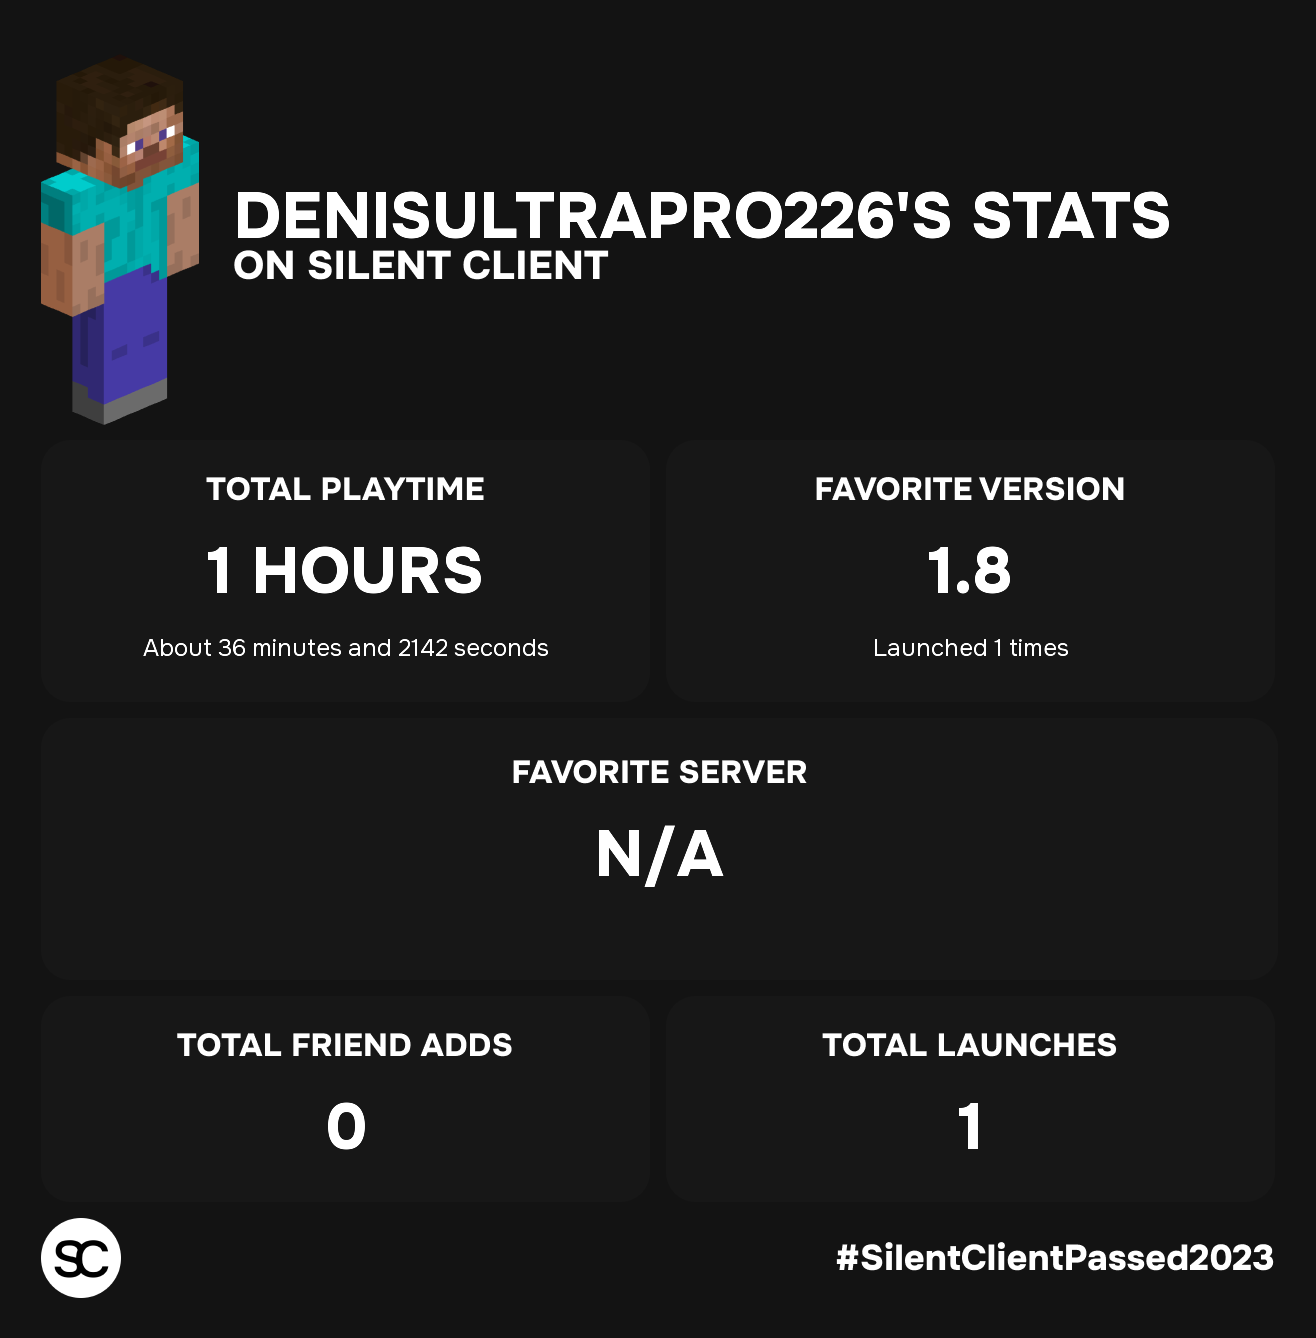 DENISULTRAPRO226'S STATS
ON SILENT CLIENT
TOTAL PLAYTIME
1 HOURS
About 36 minutes and 2142 seconds
FAVORITE VERSION
1.8
Launched 1 times
FAVORITE SERVER
N/A
TOTAL FRIEND ADDS
0
TOTAL LAUNCHES
1
SC
#SilentClientPassed2023